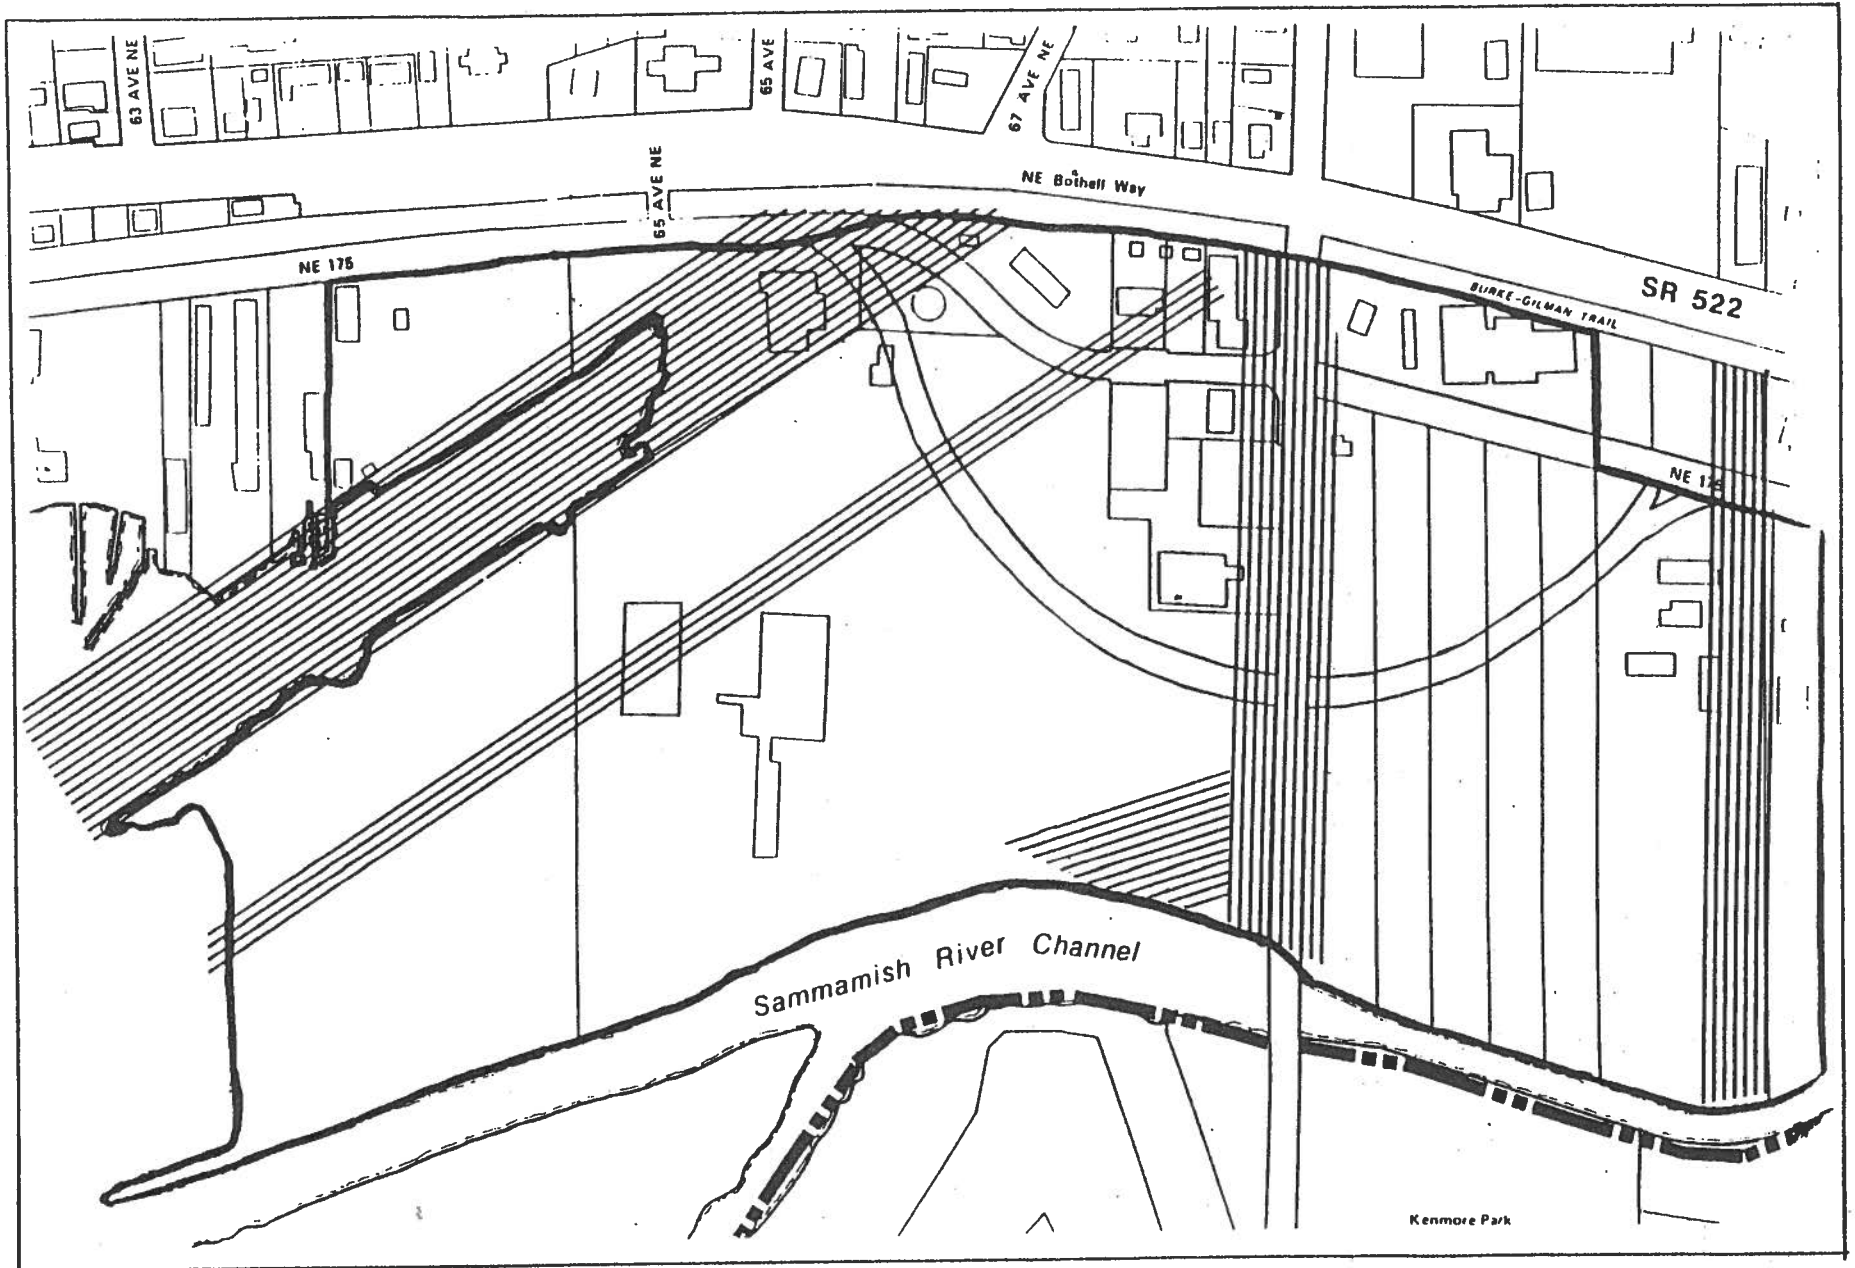 63 AVE NE
65 AVE
67 AVE NE
65 AVE NE
NE Bothell Way
NE 175
SR 522
BURKE-GILMAN TRAIL
NE 175
Sammamish River Channel
Kenmore Park